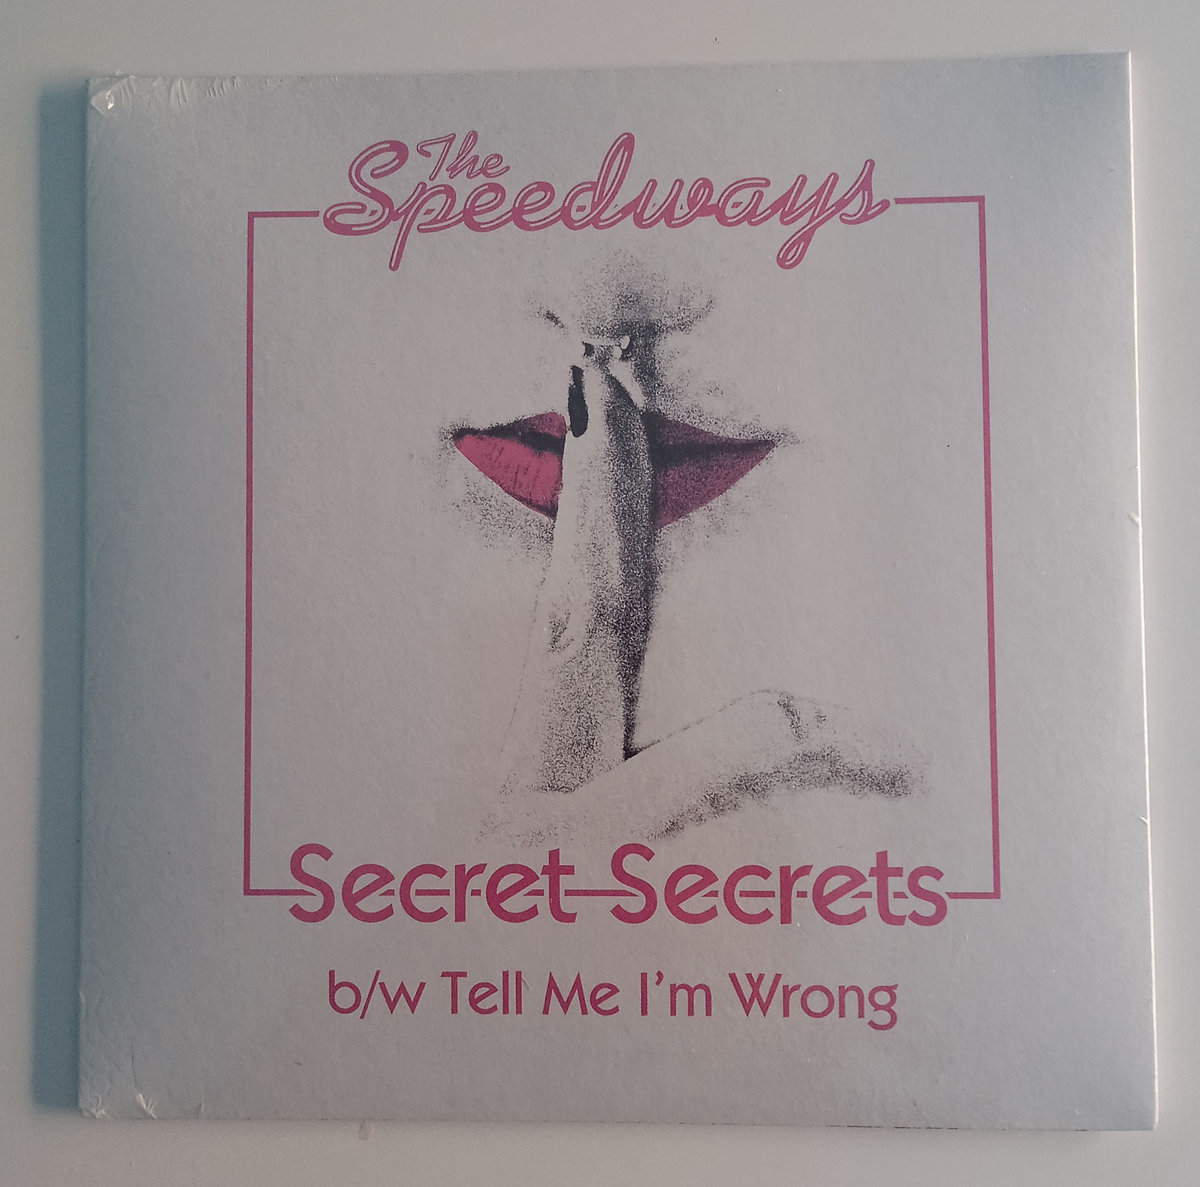 The
Speedways
Secret Secrets
b/w Tell Me I'm Wrong